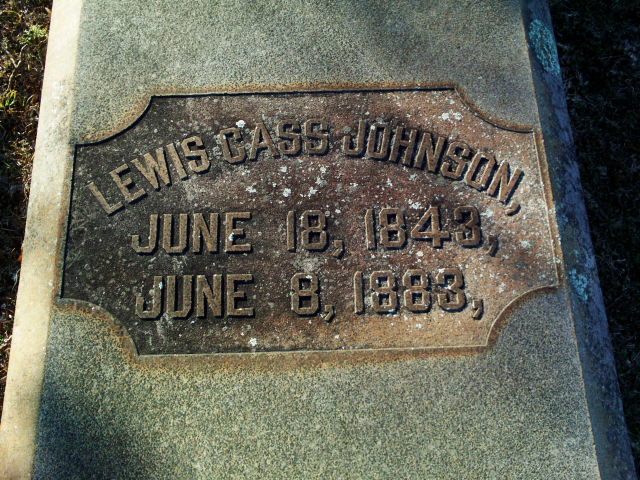 LEWIS CASS JOHNSON,
JUNE 18, 1843,
JUNE 8, 1883,